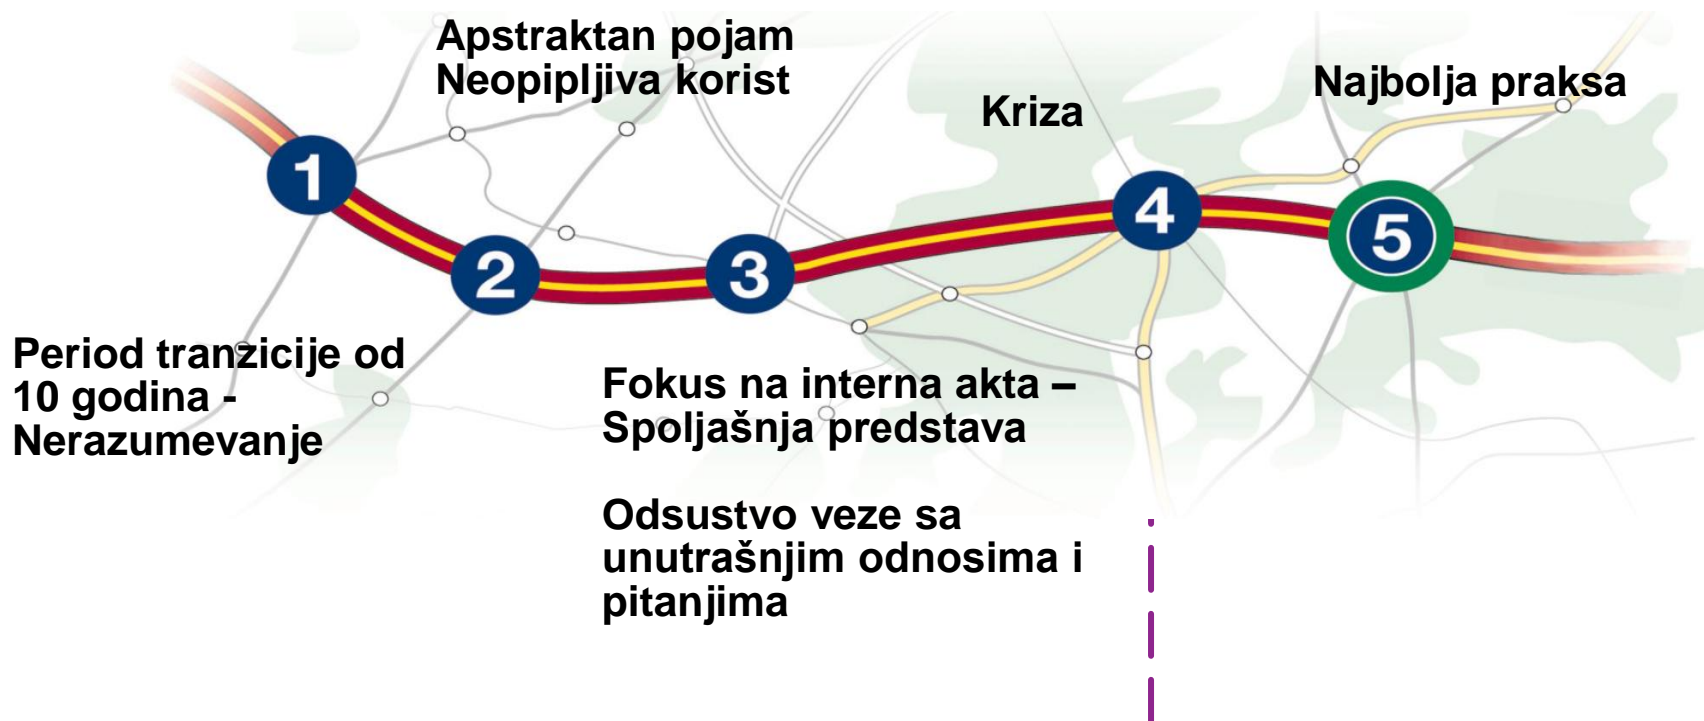 Apstraktan pojam
Neopipljiva korist
Kriza
Najbolja praksa
1
2
3
4
5
Period tranzicije od
10 godina -
Nerazumevanje
Fokus na interna akta –
Spoljašnja predstava
Odsustvo veze sa
unutrašnjim odnosima i
pitanjima